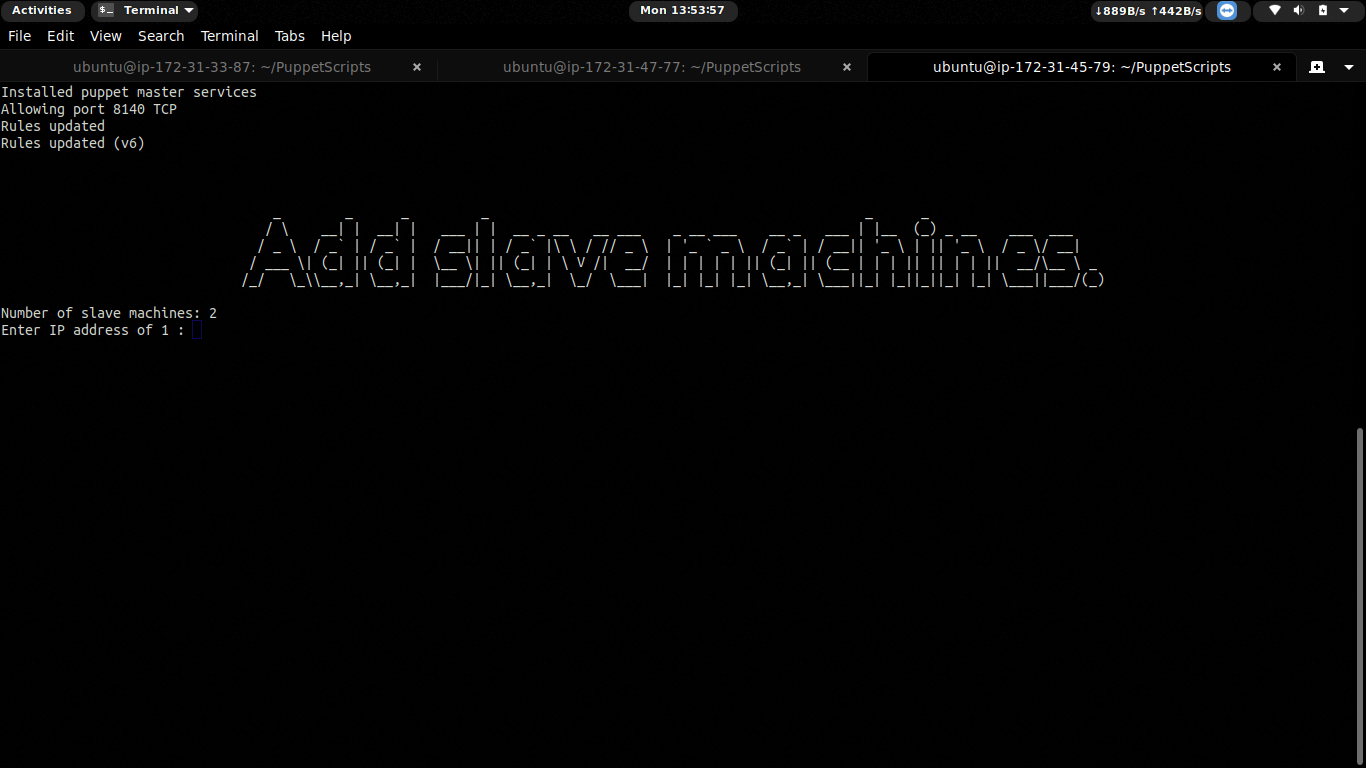 Activities Terminal Mon 13:53:57 ↓889B/s ↑442B/s
File Edit View Search Terminal Tabs Help
ubuntu@ip-172-31-33-87: ~/PuppetScripts ubuntu@ip-172-31-47-77: ~/PuppetScripts ubuntu@ip-172-31-45-79: ~/PuppetScripts
Installed puppet master services
Allowing port 8140 TCP
Rules updated
Rules updated (v6)
Add slave machines.
Number of slave machines: 2
Enter IP address of 1 :